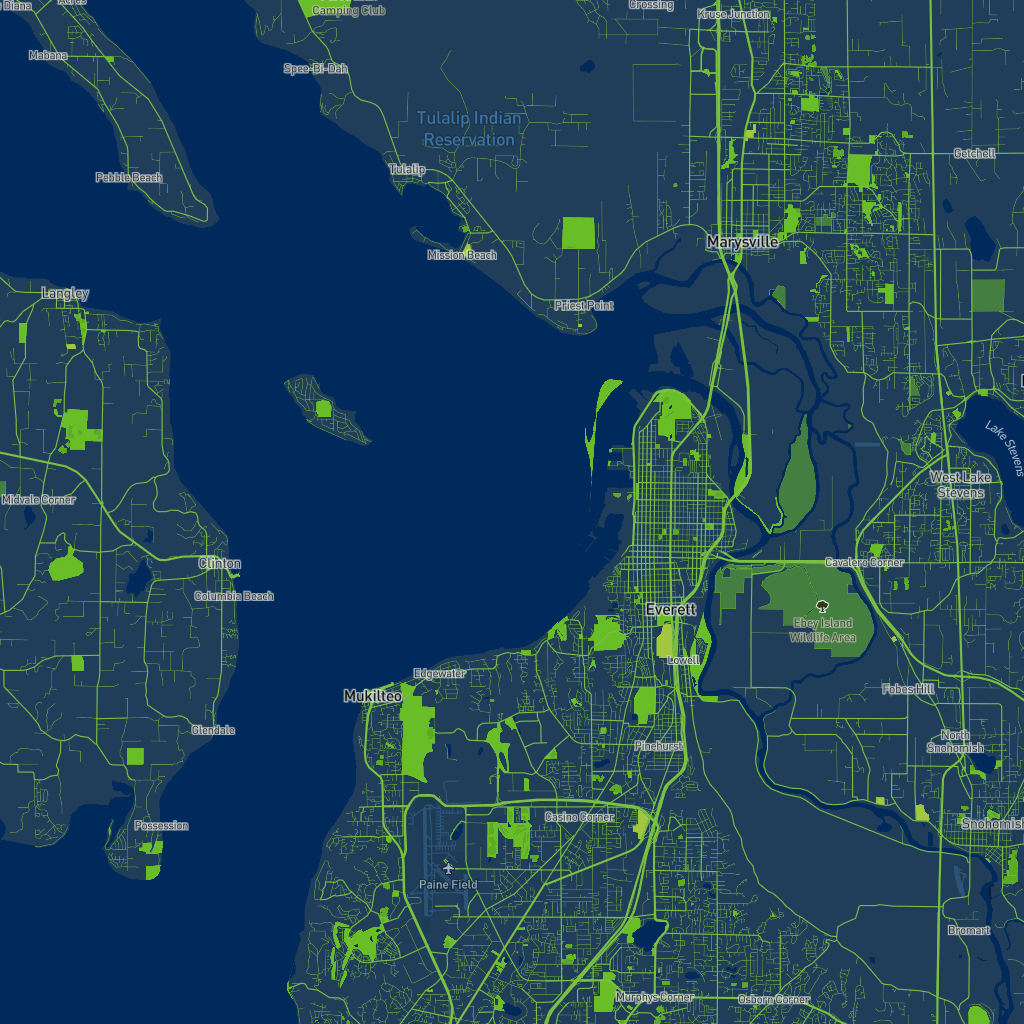 Diana
Acres
Camping Club
Crossing
Kruse Junction
Mabana
Spee-Bi-Dah
Tulalip Indian
Reservation
Getchell
Tulalip
Pebble Beach
Marysville
Mission Beach
Langley
Priest Point
Lake Stevens
West Lake
Stevens
Midvale Corner
Clinton
Cavalero Corner
Columbia Beach
Everett
Ebey Island
Wildlife Area
Lowell
Edgewater
Mukilteo
Fobes Hill
Glendale
North
Snohomish
Pinehurst
Casino Corner
Possession
Snohomish
Paine Field
Bromart
Murphys Corner
Osborn Corner